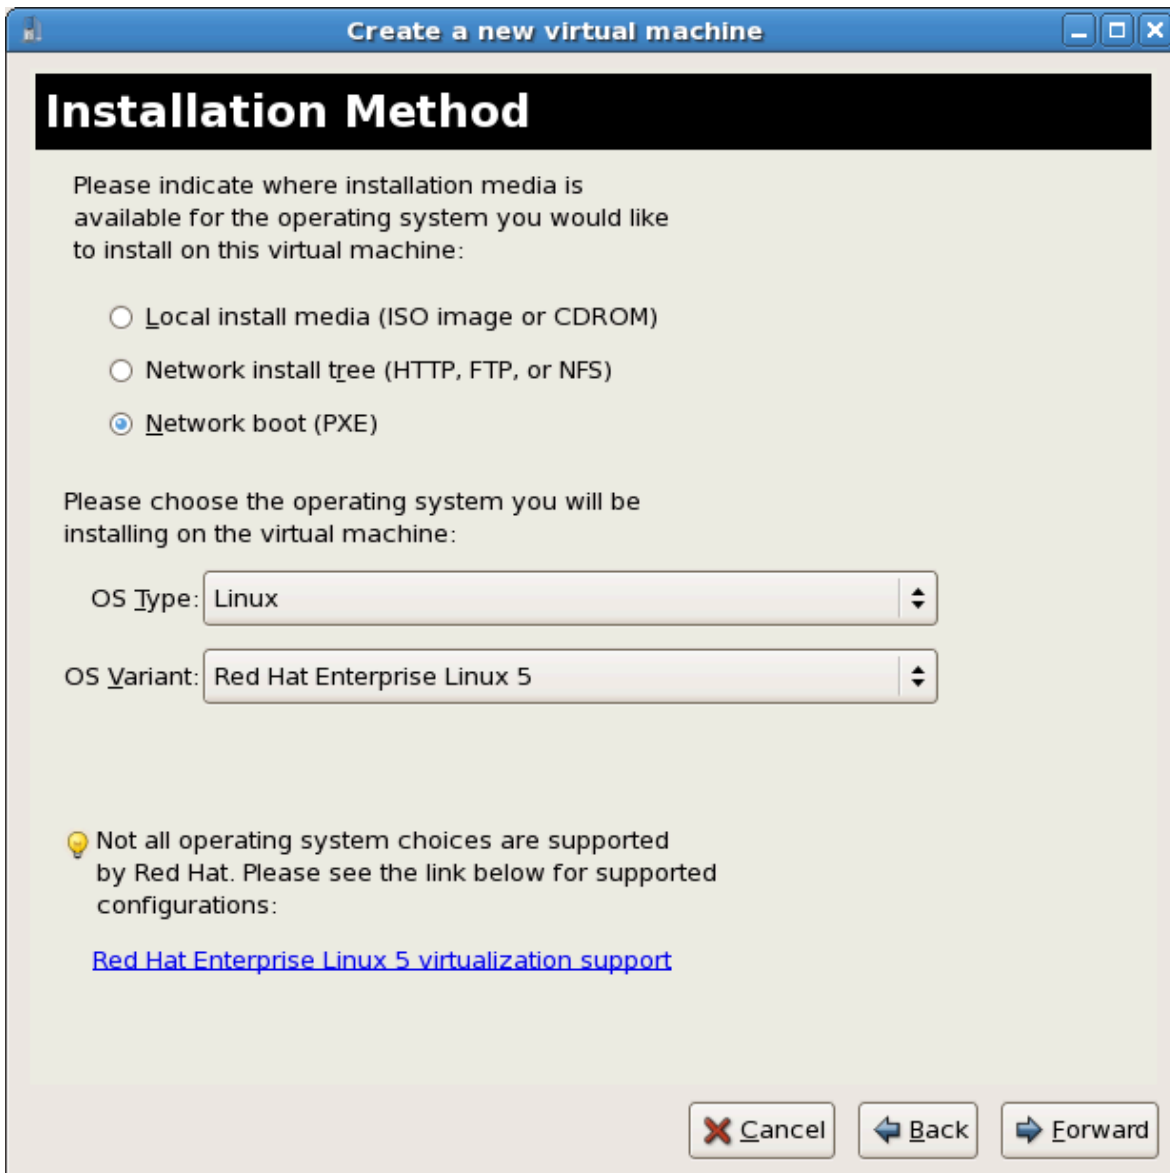 Create a new virtual machine
Installation Method
Please indicate where installation media is
available for the operating system you would like
to install on this virtual machine:
Local install media (ISO image or CDROM)
Network install tree (HTTP, FTP, or NFS)
Network boot (PXE)
Please choose the operating system you will be
installing on the virtual machine:
OS Type: Linux
OS Variant: Red Hat Enterprise Linux 5
Not all operating system choices are supported
by Red Hat. Please see the link below for supported
configurations:
Red Hat Enterprise Linux 5 virtualization support
Cancel Back Forward